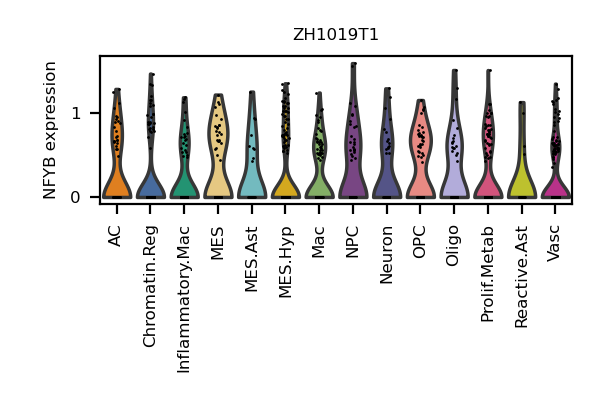 ZH1019T1
NFYB expression
1
0
AC
Chromatin.Reg
Inflammatory.Mac
MES
MES.Ast
MES.Hyp
Mac
NPC
Neuron
OPC
Oligo
Prolif.Metab
Reactive.Ast
Vasc